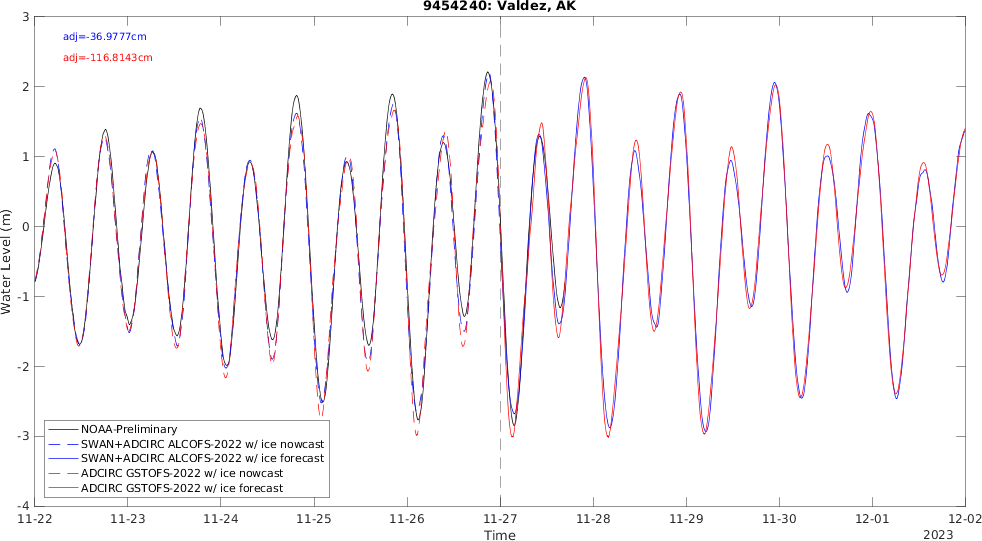 9454240: Valdez, AK
adj=-36.9777cm
adj=-116.8143cm
3
2
1
0
-1
-2
-3
-4
Water Level (m)
NOAA-Preliminary
SWAN+ADCIRC ALCOFS-2022 w/ ice nowcast
SWAN+ADCIRC ALCOFS-2022 w/ ice forecast
ADCIRC GSTOFS-2022 w/ ice nowcast
ADCIRC GSTOFS-2022 w/ ice forecast
11-22 11-23 11-24 11-25 11-26 11-27 11-28 11-29 11-30 12-01 12-02
Time
2023